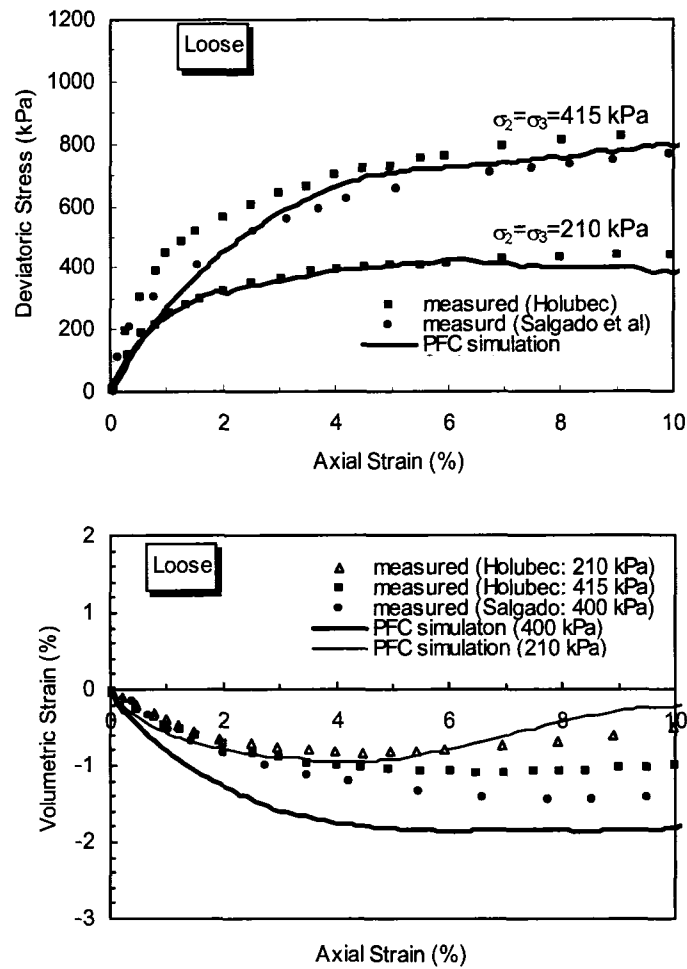 1200
1000
800
600
400
200
0
Deviatoric Stress (kPa)
Loose
σ2=σ3=415 kPa
σ2=σ3=210 kPa
measured (Holubec)
measurd (Salgado et al)
PFC simulation
0 2 4 6 8 10
Axial Strain (%)
2
1
0
-1
-2
-3
Volumetric Strain (%)
Loose
measured (Holubec: 210 kPa)
measured (Holubec: 415 kPa)
measured (Salgado: 400 kPa)
PFC simulaton (400 kPa)
PFC simulation (210 kPa)
0 2 4 6 8 10
Axial Strain (%)